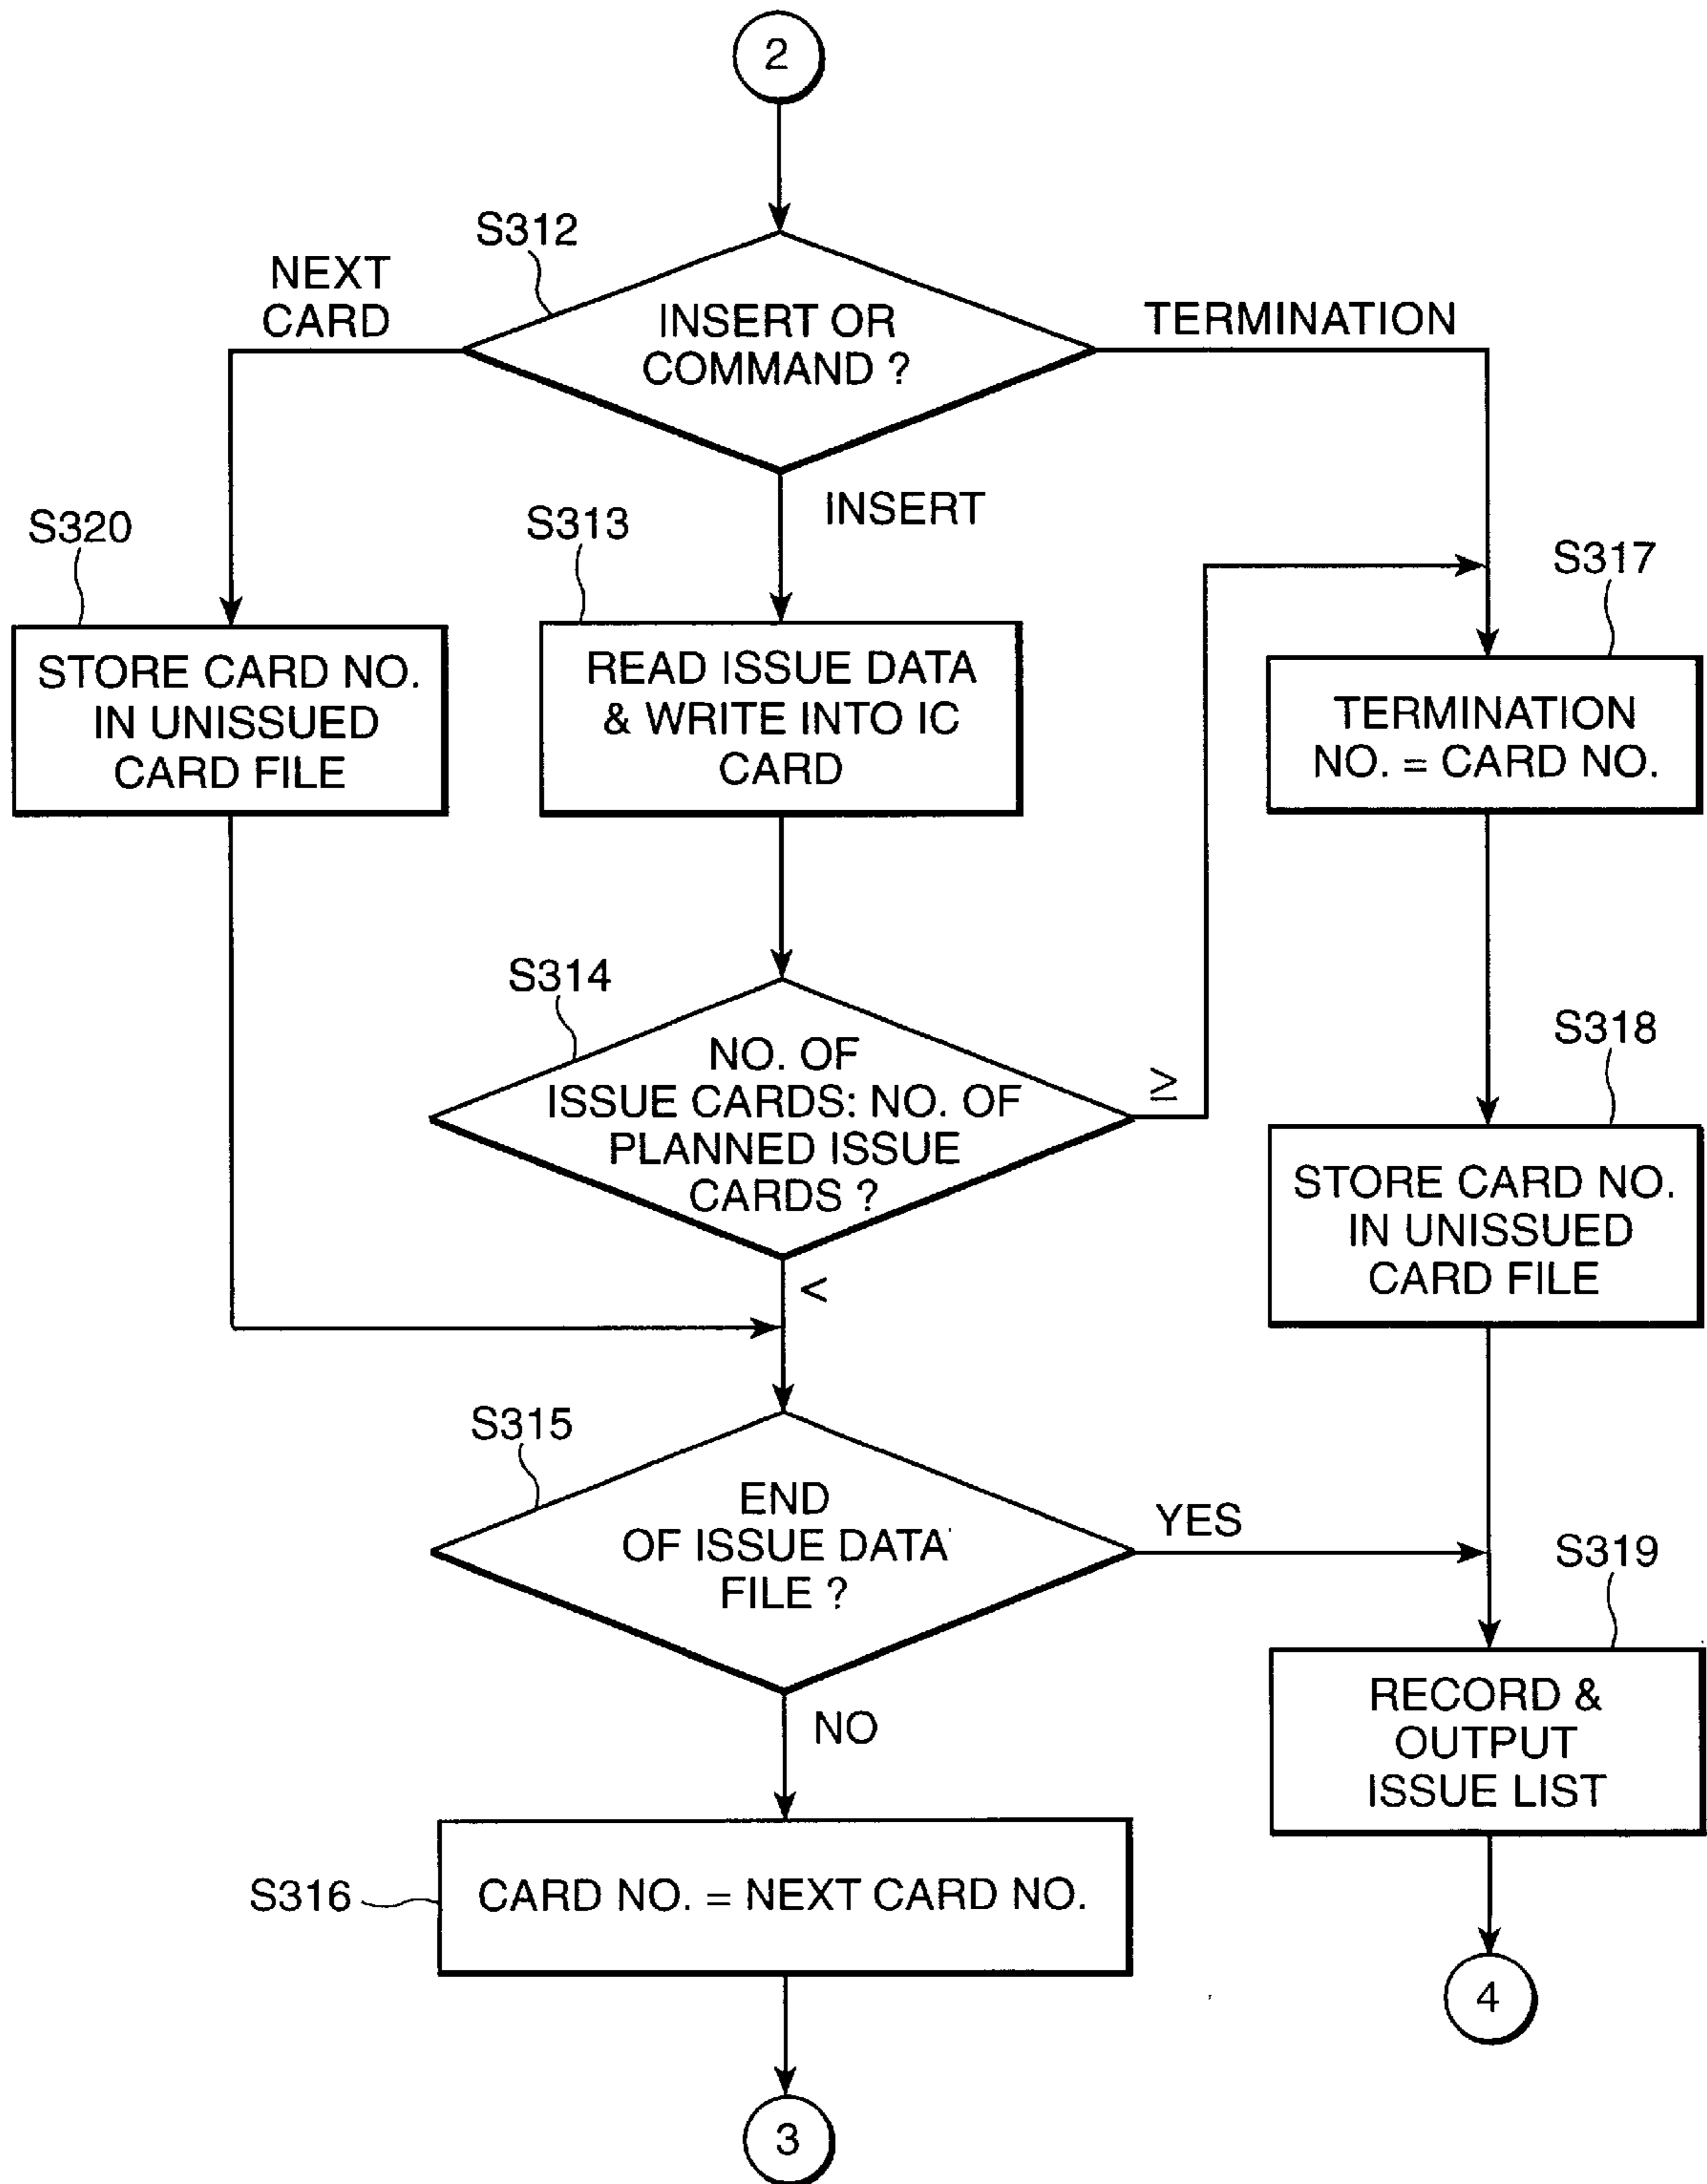 2
S312
NEXT
CARD
INSERT OR
COMMAND ?
TERMINATION
INSERT
S320
STORE CARD NO.
IN UNISSUED
CARD FILE
S313
READ ISSUE DATA
& WRITE INTO IC
CARD
S317
TERMINATION
NO. = CARD NO.
S314
NO. OF
ISSUE CARDS: NO. OF
PLANNED ISSUE
CARDS ?
≥
<
S318
STORE CARD NO.
IN UNISSUED
CARD FILE
S315
END
OF ISSUE DATA
FILE ?
YES
NO
S319
RECORD &
OUTPUT
ISSUE LIST
S316
CARD NO. = NEXT CARD NO.
4
3